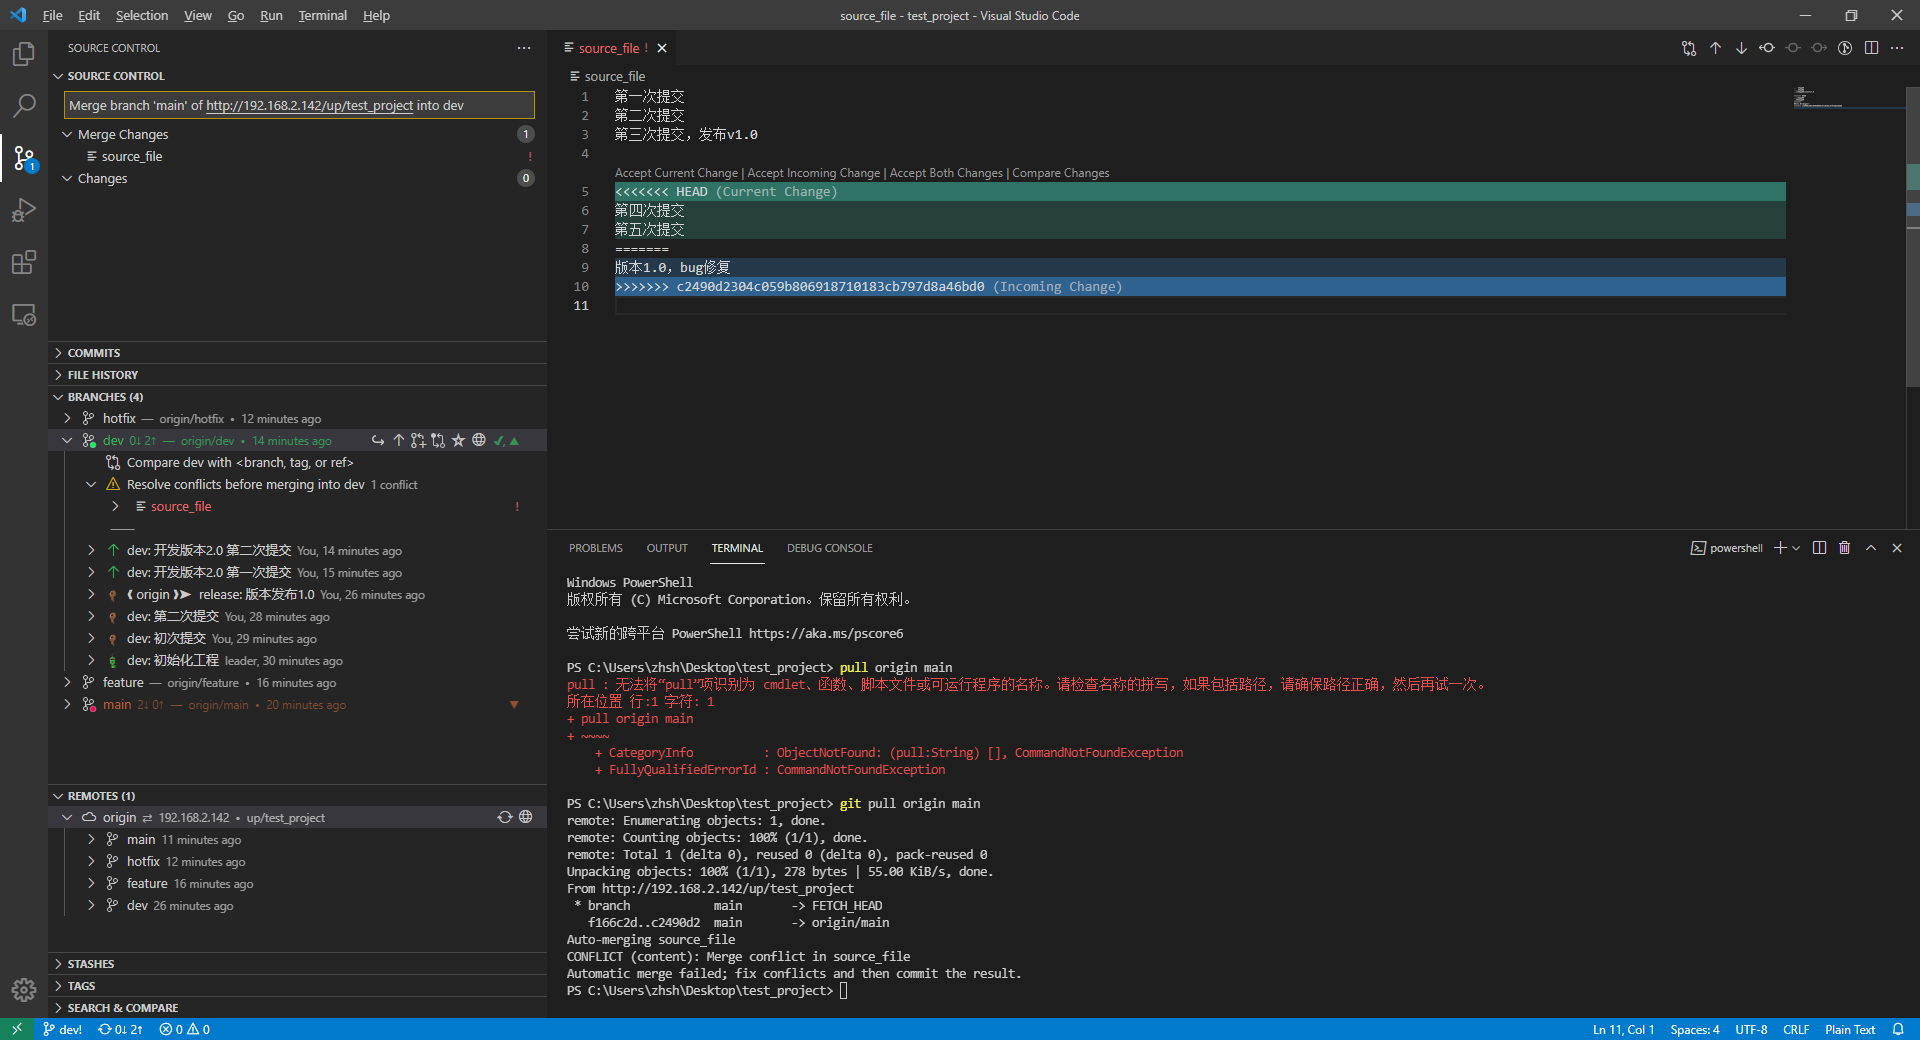 File Edit Selection View Go Run Terminal Help
source_file - test_project - Visual Studio Code
SOURCE CONTROL
SOURCE CONTROL
Merge branch 'main' of http://192.168.2.142/up/test_project into dev
Merge Changes 1
source_file !
Changes 0
COMMITS
FILE HISTORY
BRANCHES (4)
hotfix — origin/hotfix • 12 minutes ago
dev 0↓ 2↑ — origin/dev • 14 minutes ago
Compare dev with <branch, tag, or ref>
Resolve conflicts before merging into dev 1 conflict
source_file !
dev: 开发版本2.0 第二次提交 You, 14 minutes ago
dev: 开发版本2.0 第一次提交 You, 15 minutes ago
❰ origin ❱➤ release: 版本发布1.0 You, 26 minutes ago
dev: 第二次提交 You, 28 minutes ago
dev: 初次提交 You, 29 minutes ago
dev: 初始化工程 leader, 30 minutes ago
feature — origin/feature • 16 minutes ago
main 2↓ 0↑ — origin/main • 20 minutes ago
REMOTES (1)
origin ⇄ 192.168.2.142 • up/test_project
main 11 minutes ago
hotfix 12 minutes ago
feature 16 minutes ago
dev 26 minutes ago
STASHES
TAGS
SEARCH & COMPARE
source_file !
source_file
1 第一次提交
2 第二次提交
3 第三次提交，发布v1.0
4
Accept Current Change | Accept Incoming Change | Accept Both Changes | Compare Changes
5 <<<<<<< HEAD (Current Change)
6 第四次提交
7 第五次提交
8 =======
9 版本1.0，bug修复
10 >>>>>>> c2490d2304c059b806918710183cb797d8a46bd0 (Incoming Change)
11
PROBLEMS OUTPUT TERMINAL DEBUG CONSOLE
powershell
Windows PowerShell
版权所有 (C) Microsoft Corporation。保留所有权利。
尝试新的跨平台 PowerShell https://aka.ms/pscore6
PS C:\Users\zhsh\Desktop\test_project> pull origin main
pull : 无法将“pull”项识别为 cmdlet、函数、脚本文件或可运行程序的名称。请检查名称的拼写，如果包括路径，请确保路径正确，然后再试一次。
所在位置 行:1 字符: 1
+ pull origin main
+ ~~~~
+ CategoryInfo : ObjectNotFound: (pull:String) [], CommandNotFoundException
+ FullyQualifiedErrorId : CommandNotFoundException
PS C:\Users\zhsh\Desktop\test_project> git pull origin main
remote: Enumerating objects: 1, done.
remote: Counting objects: 100% (1/1), done.
remote: Total 1 (delta 0), reused 0 (delta 0), pack-reused 0
Unpacking objects: 100% (1/1), 278 bytes | 55.00 KiB/s, done.
From http://192.168.2.142/up/test_project
* branch main -> FETCH_HEAD
f166c2d..c2490d2 main -> origin/main
Auto-merging source_file
CONFLICT (content): Merge conflict in source_file
Automatic merge failed; fix conflicts and then commit the result.
PS C:\Users\zhsh\Desktop\test_project>
dev! 0↓ 2↑ 0 0
Ln 11, Col 1 Spaces: 4 UTF-8 CRLF Plain Text